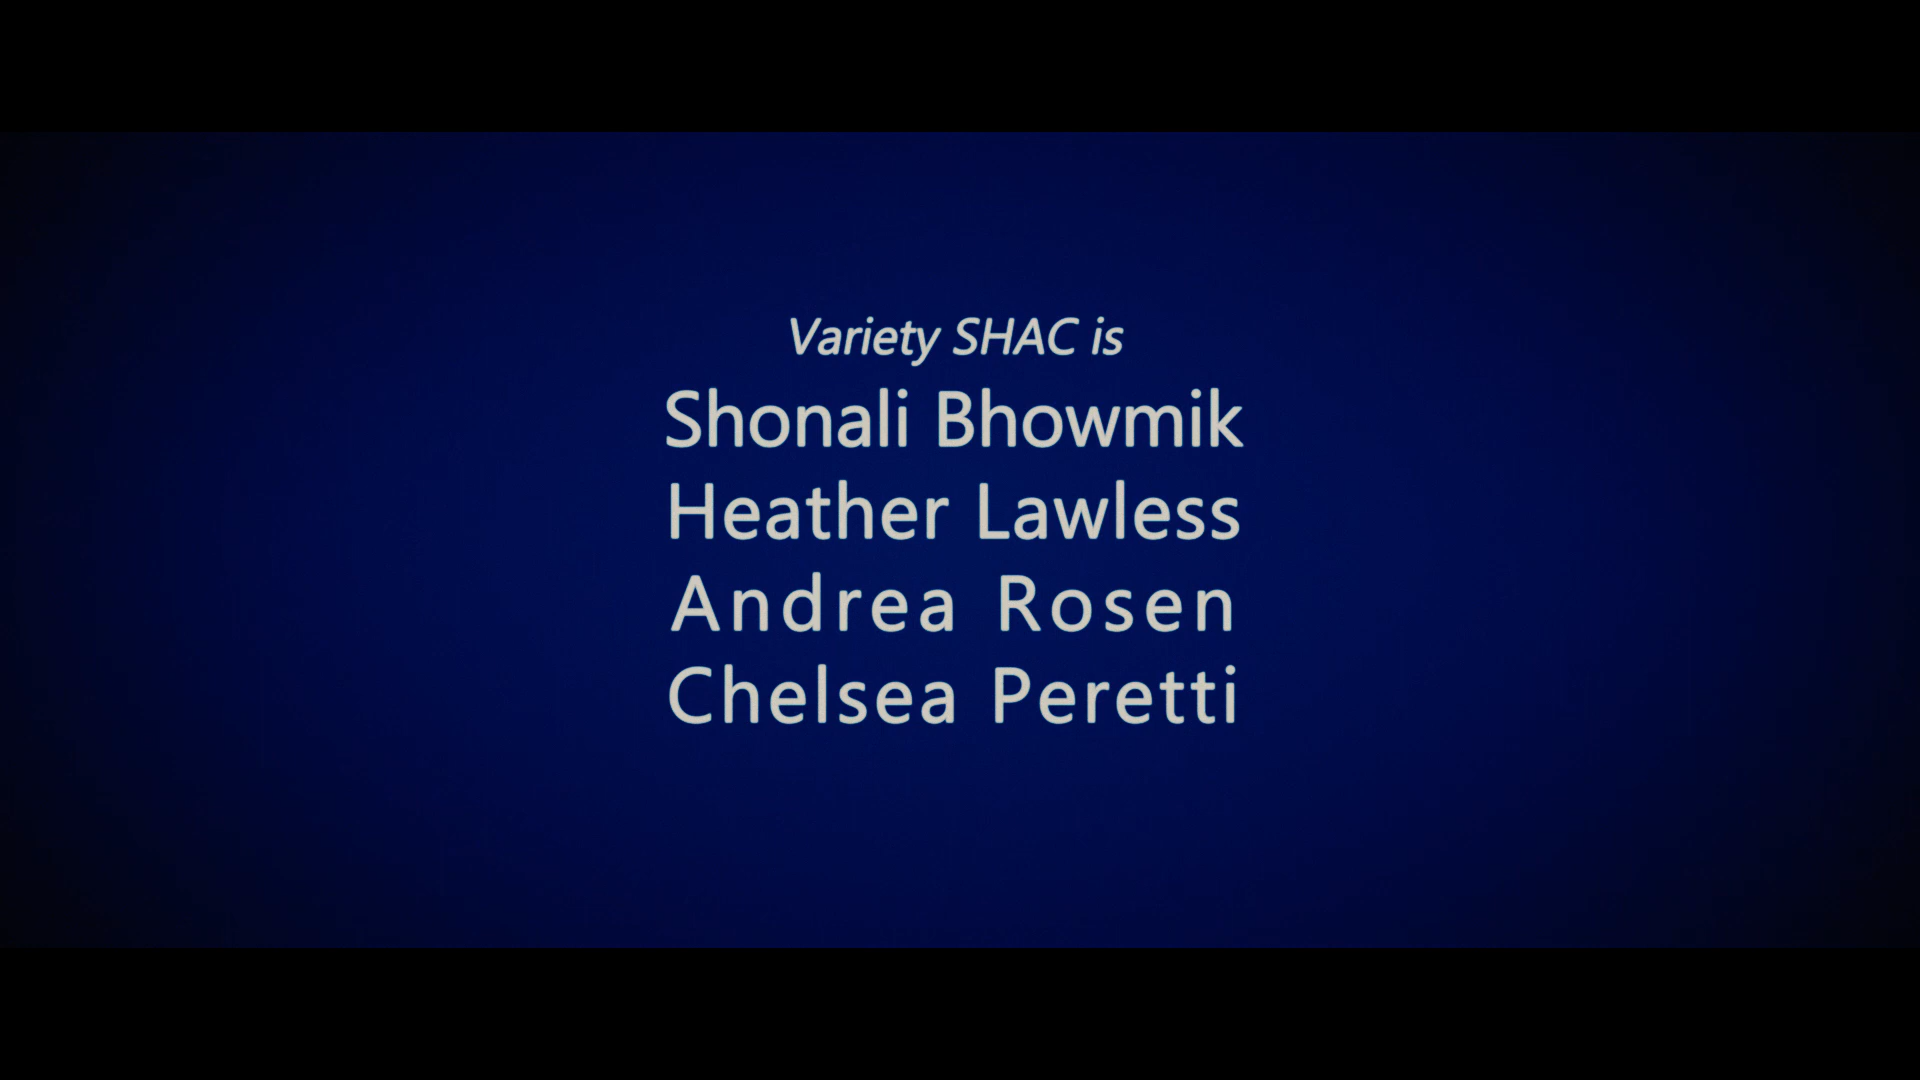 Variety SHAC is
Shonali Bhowmik
Heather Lawless
Andrea Rosen
Chelsea Peretti